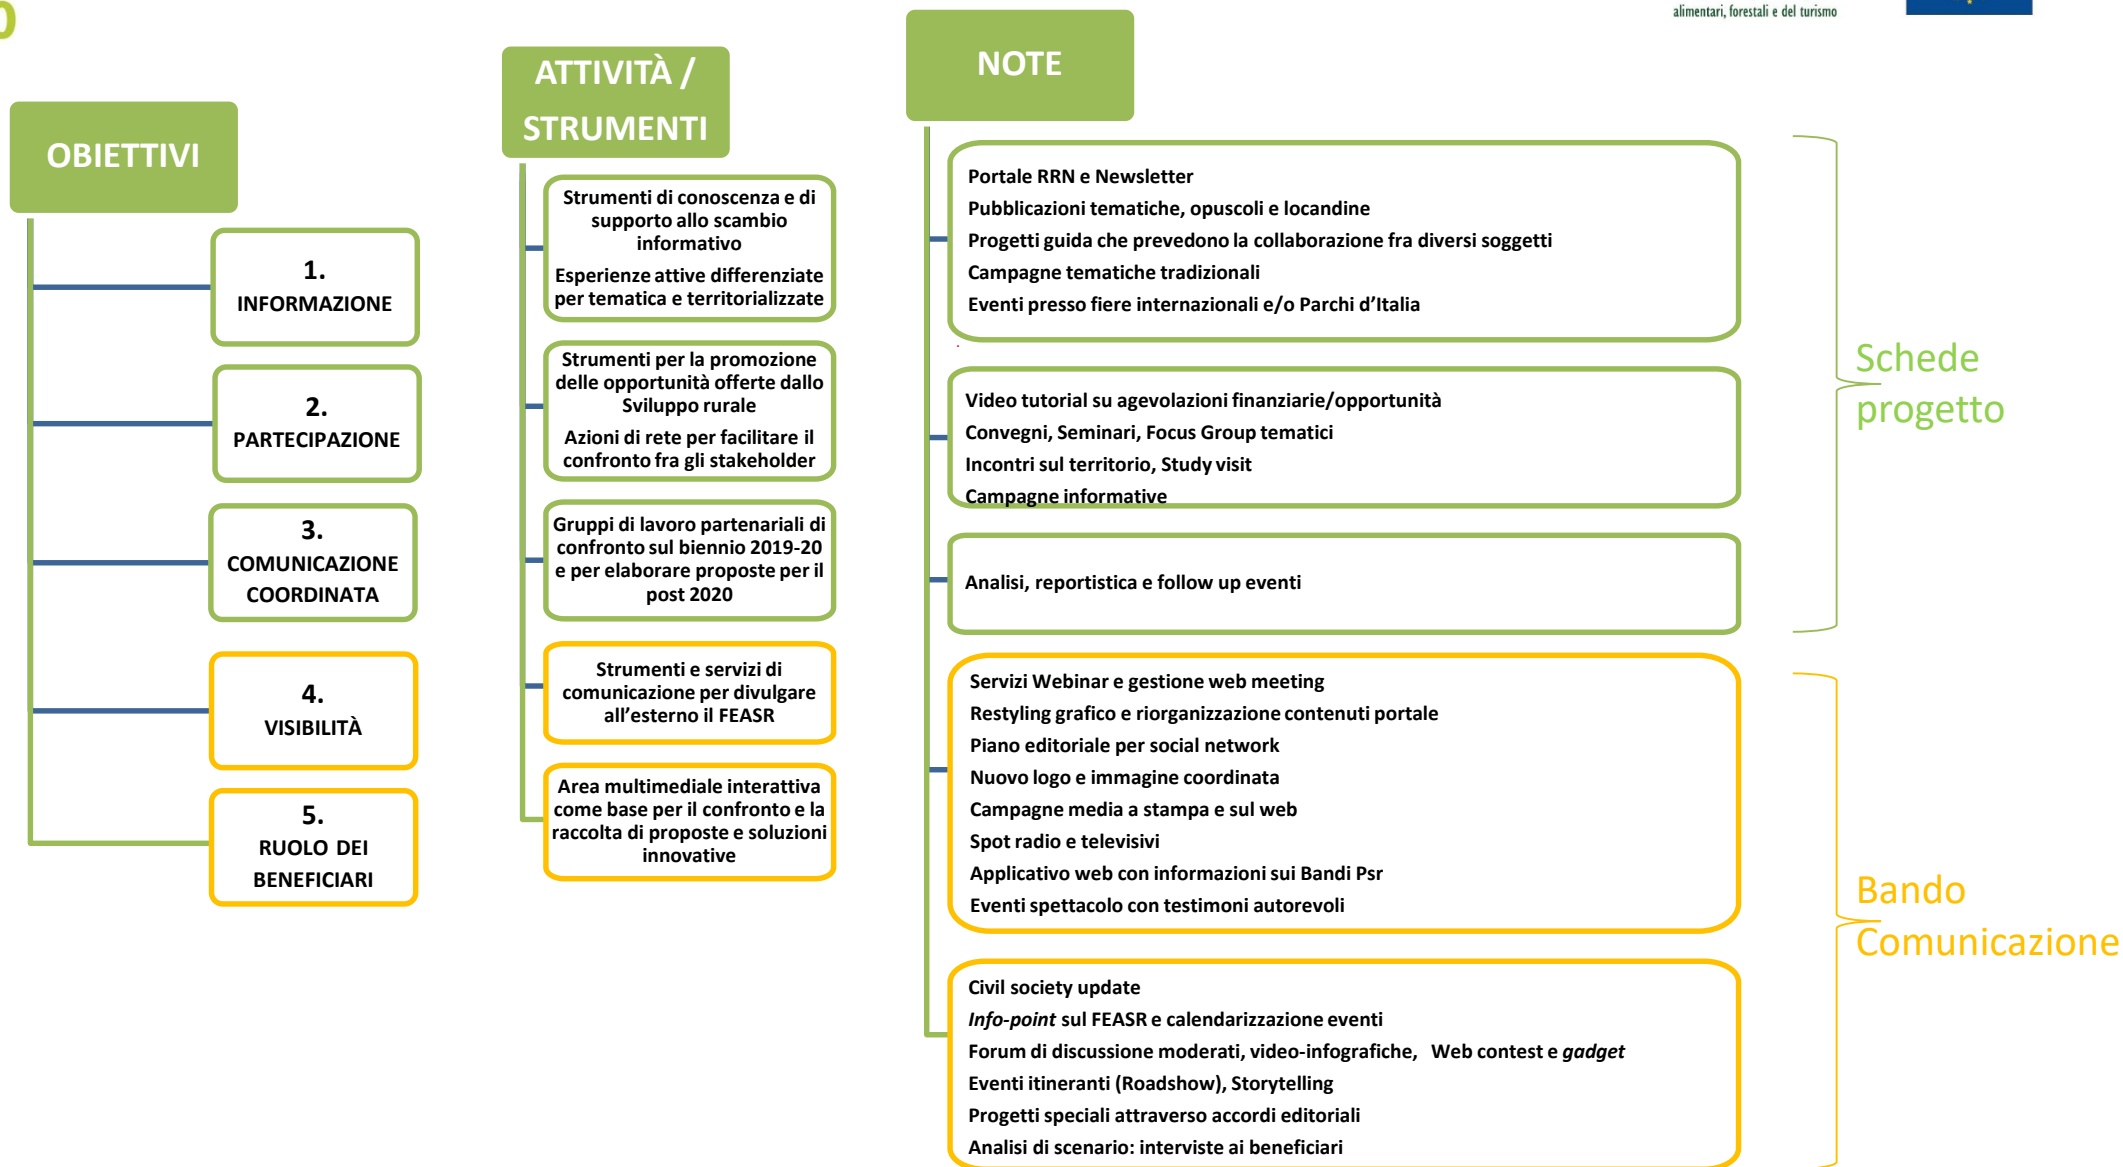 alimentari, forestali e del turismo
OBIETTIVI
1.
INFORMAZIONE
2.
PARTECIPAZIONE
3.
COMUNICAZIONE
COORDINATA
4.
VISIBILITÀ
5.
RUOLO DEI
BENEFICIARI
ATTIVITÀ /
STRUMENTI
Strumenti di conoscenza e di
supporto allo scambio
informativo
Esperienze attive differenziate
per tematica e territorializzate
Strumenti per la promozione
delle opportunità offerte dallo
Sviluppo rurale
Azioni di rete per facilitare il
confronto fra gli stakeholder
Gruppi di lavoro partenariali di
confronto sul biennio 2019-20
e per elaborare proposte per il
post 2020
Strumenti e servizi di
comunicazione per divulgare
all'esterno il FEASR
Area multimediale interattiva
come base per il confronto e la
raccolta di proposte e soluzioni
innovative
NOTE
Portale RRN e Newsletter
Pubblicazioni tematiche, opuscoli e locandine
Progetti guida che prevedono la collaborazione fra diversi soggetti
Campagne tematiche tradizionali
Eventi presso fiere internazionali e/o Parchi d'Italia
Video tutorial su agevolazioni finanziarie/opportunità
Convegni, Seminari, Focus Group tematici
Incontri sul territorio, Study visit
Campagne informative
Analisi, reportistica e follow up eventi
Servizi Webinar e gestione web meeting
Restyling grafico e riorganizzazione contenuti portale
Piano editoriale per social network
Nuovo logo e immagine coordinata
Campagne media a stampa e sul web
Spot radio e televisivi
Applicativo web con informazioni sui Bandi Psr
Eventi spettacolo con testimoni autorevoli
Civil society update
Info-point sul FEASR e calendarizzazione eventi
Forum di discussione moderati, video-infografiche, Web contest e gadget
Eventi itineranti (Roadshow), Storytelling
Progetti speciali attraverso accordi editoriali
Analisi di scenario: interviste ai beneficiari
Schede
progetto
Bando
Comunicazione